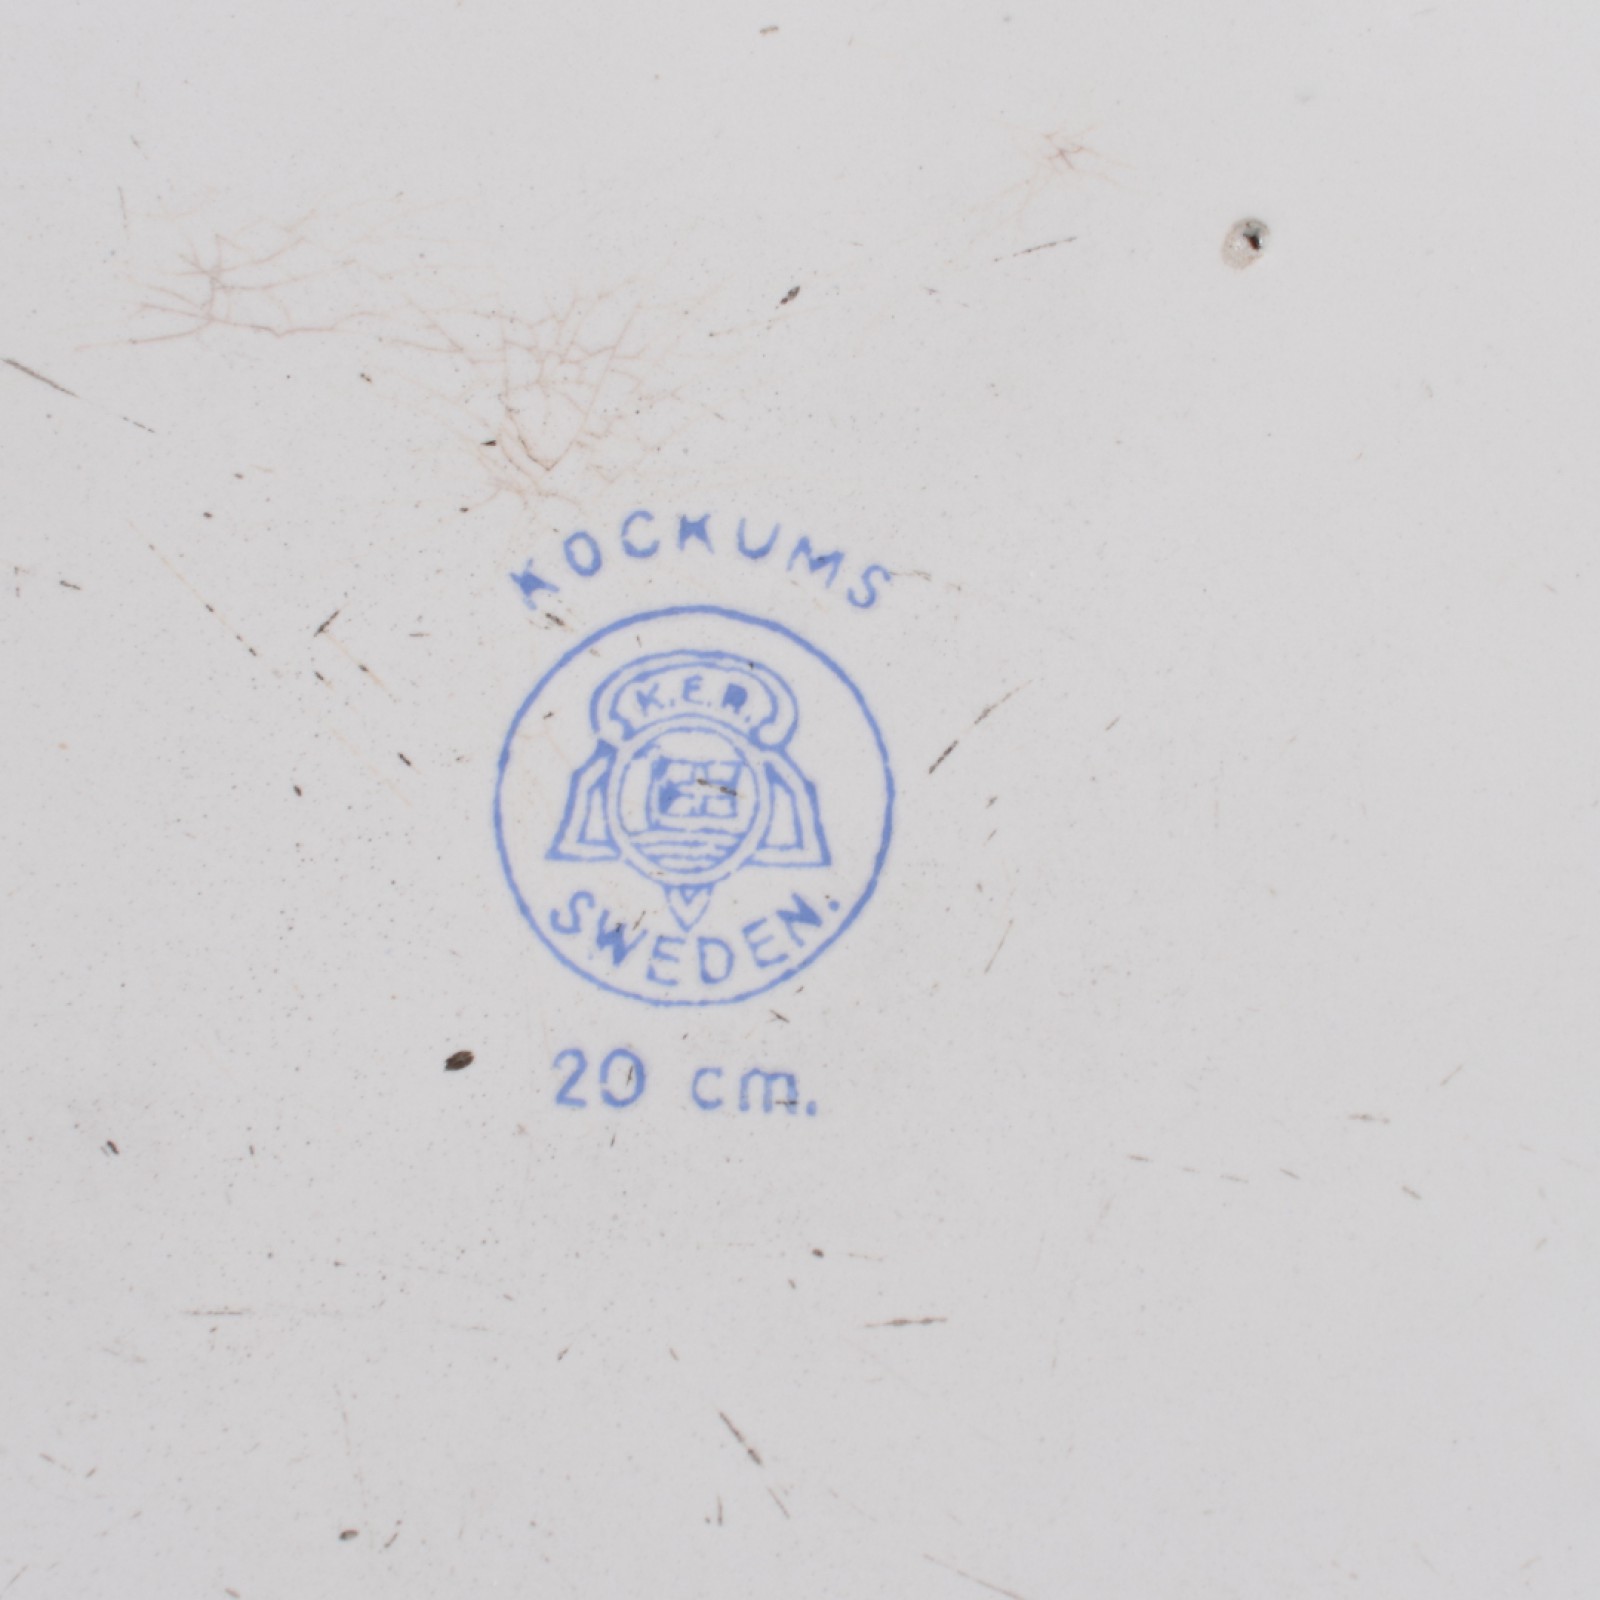 KOCKUMS
K.E.R.
SWEDEN.
20 cm.